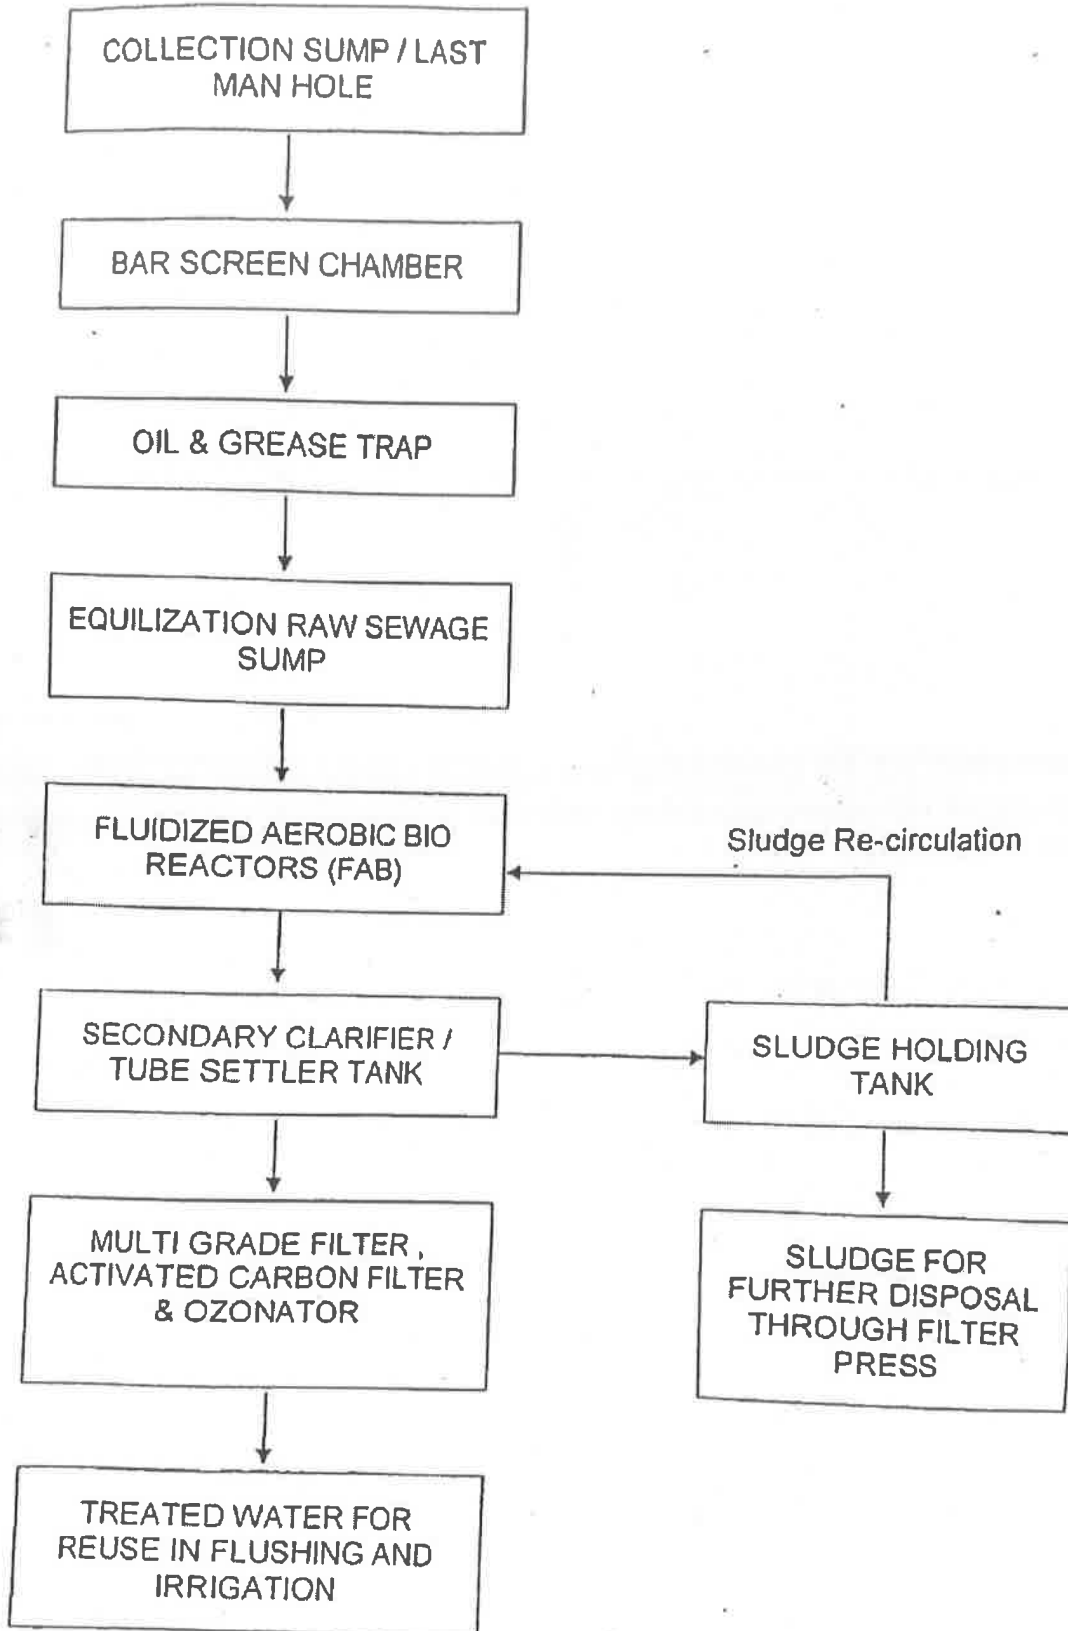 COLLECTION SUMP / LAST
MAN HOLE
BAR SCREEN CHAMBER
OIL & GREASE TRAP
EQUILIZATION RAW SEWAGE
SUMP
FLUIDIZED AEROBIC BIO
REACTORS (FAB)
Sludge Re-circulation
SECONDARY CLARIFIER /
TUBE SETTLER TANK
SLUDGE HOLDING
TANK
MULTI GRADE FILTER ,
ACTIVATED CARBON FILTER
& OZONATOR
SLUDGE FOR
FURTHER DISPOSAL
THROUGH FILTER
PRESS
TREATED WATER FOR
REUSE IN FLUSHING AND
IRRIGATION